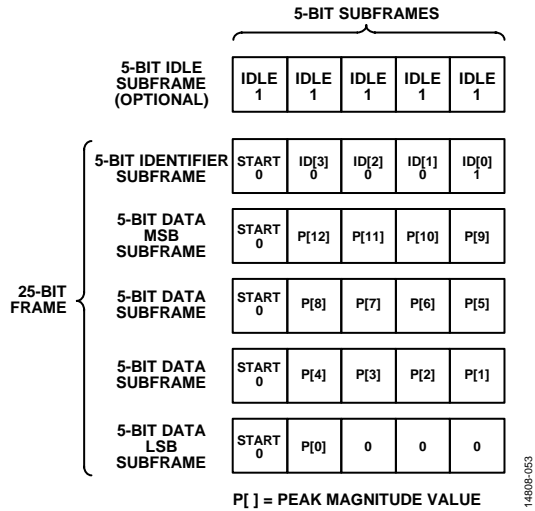 5-BIT SUBFRAMES
5-BIT IDLE
SUBFRAME
(OPTIONAL)
IDLE IDLE IDLE IDLE IDLE
1 1 1 1 1
5-BIT IDENTIFIER
SUBFRAME
START ID[3] ID[2] ID[1] ID[0]
0 0 0 0 1
5-BIT DATA
MSB
SUBFRAME
START
0
P[12] P[11] P[10] P[9]
25-BIT
FRAME
5-BIT DATA
SUBFRAME
START
0
P[8] P[7] P[6] P[5]
5-BIT DATA
SUBFRAME
START
0
P[4] P[3] P[2] P[1]
5-BIT DATA
LSB
SUBFRAME
START
0
P[0] 0 0 0
P[ ] = PEAK MAGNITUDE VALUE
14808-053